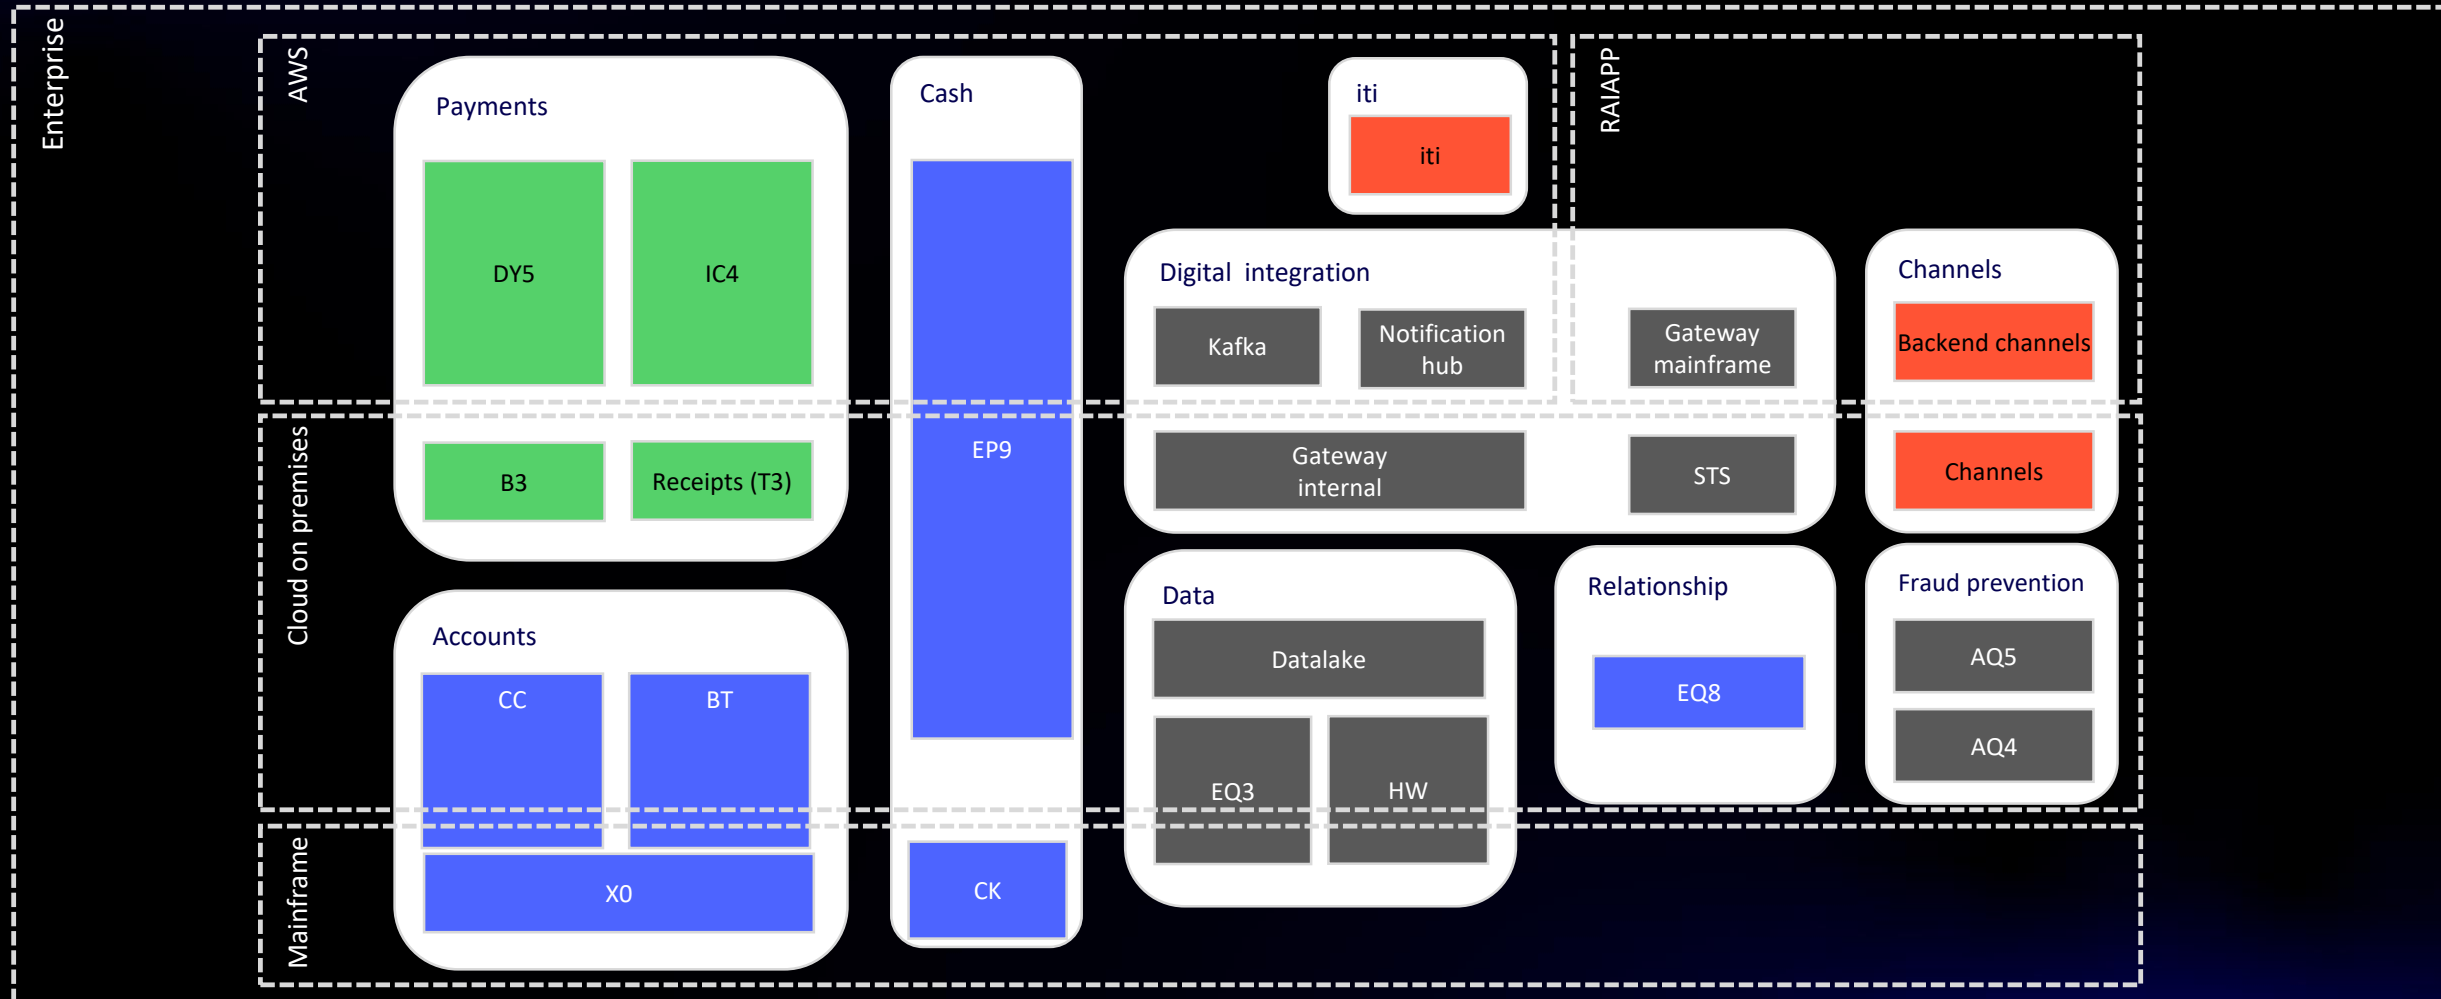 Enterprise
AWS
Payments
DY5
IC4
B3
Receipts (T3)
Cash
EP9
CK
iti
iti
RAIAPP
Digital  integration
Kafka
Notification
hub
Gateway
mainframe
Gateway
internal
STS
Channels
Backend channels
Channels
Cloud on premises
Accounts
CC
BT
X0
Data
Datalake
EQ3
HW
Relationship
EQ8
Fraud prevention
AQ5
AQ4
Mainframe